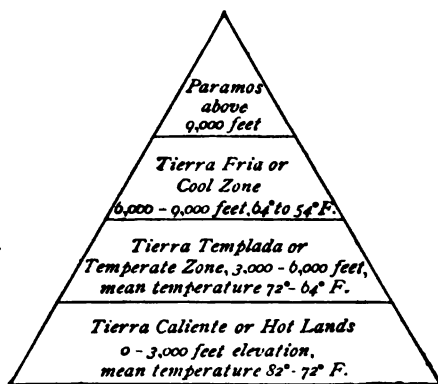 Paramos
above
9,000 feet
Tierra Fria or
Cool Zone
6,000 - 9,000 feet, 64° to 54° F.
Tierra Templada or
Temperate Zone, 3,000 - 6,000 feet,
mean temperature 72° - 64° F.
Tierra Caliente or Hot Lands
0 - 3,000 feet elevation,
mean temperature 82° - 72° F.